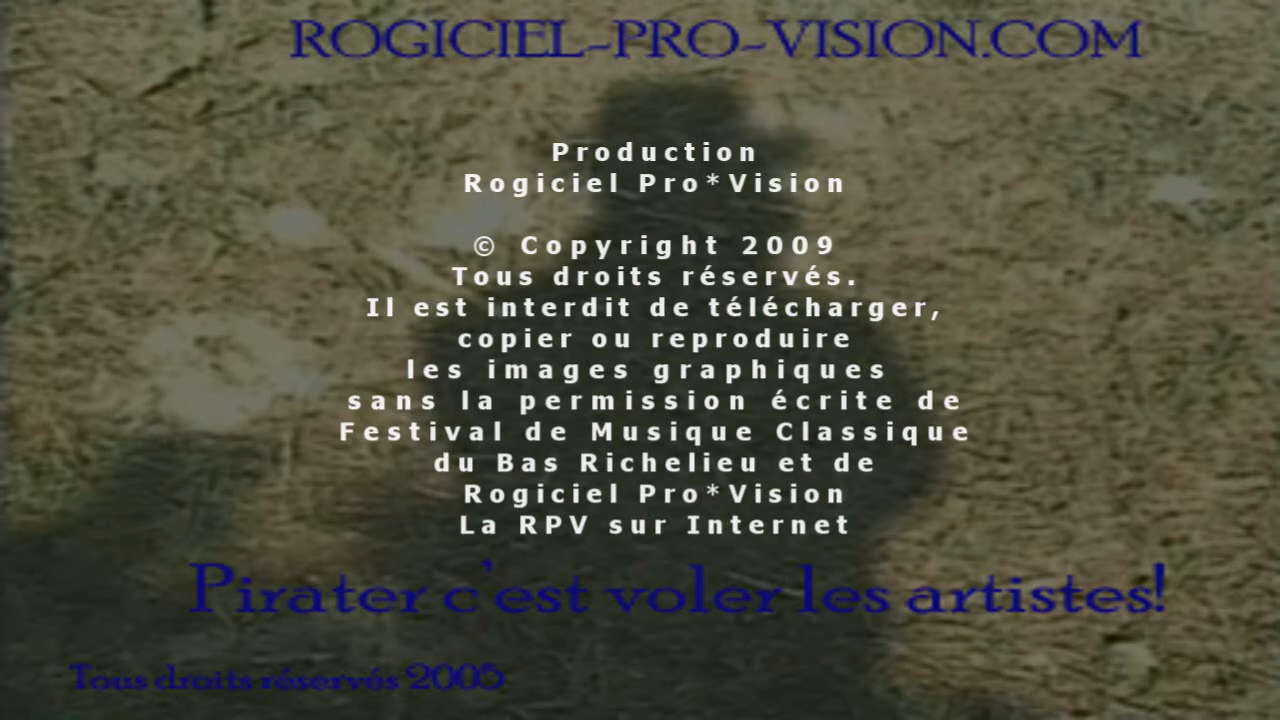 ROGICIEL-PRO-VISION.COM
Production
Rogiciel Pro*Vision
© Copyright 2009
Tous droits réservés.
Il est interdit de télécharger,
copier ou reproduire
les images graphiques
sans la permission écrite de
Festival de Musique Classique
du Bas Richelieu et de
Rogiciel Pro*Vision
La RPV sur Internet
Pirater c'est voler les artistes!
Tous droits réservés 2005